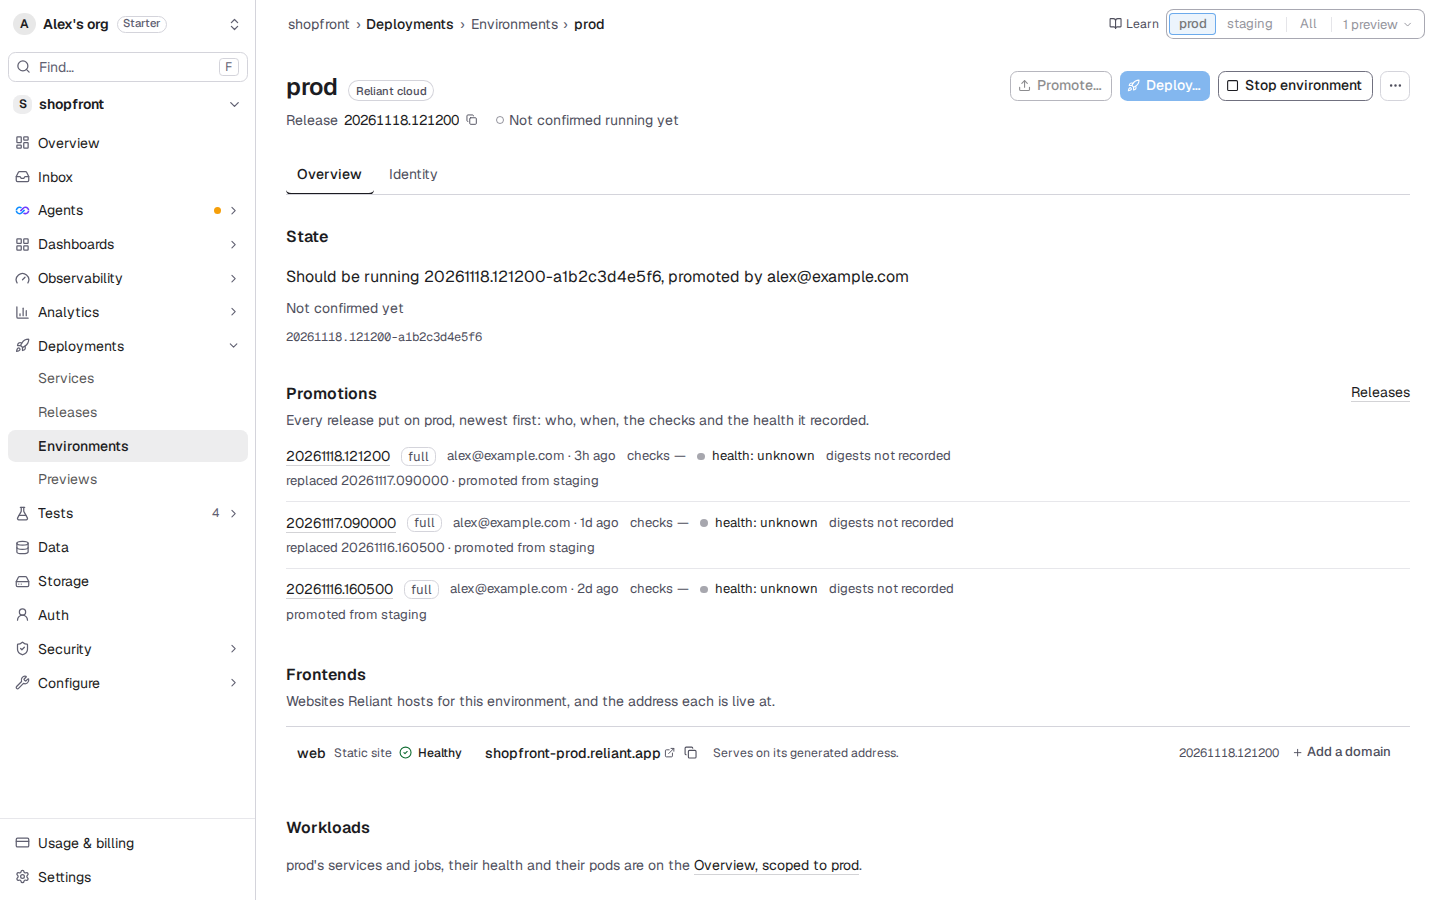 A Alex's org Starter
Find... F
S shopfront
Overview
Inbox
Agents
Dashboards
Observability
Analytics
Deployments
Services
Releases
Environments
Previews
Tests 4
Data
Storage
Auth
Security
Configure
Usage & billing
Settings
shopfront › Deployments › Environments › prod
Learn prod staging All 1 preview
prod Reliant cloud
Promote... Deploy... Stop environment
Release 20261118.121200 Not confirmed running yet
Overview Identity
State
Should be running 20261118.121200-a1b2c3d4e5f6, promoted by alex@example.com
Not confirmed yet
20261118.121200-a1b2c3d4e5f6
Promotions Releases
Every release put on prod, newest first: who, when, the checks and the health it recorded.
20261118.121200 full alex@example.com · 3h ago checks — health: unknown digests not recorded
replaced 20261117.090000 · promoted from staging
20261117.090000 full alex@example.com · 1d ago checks — health: unknown digests not recorded
replaced 20261116.160500 · promoted from staging
20261116.160500 full alex@example.com · 2d ago checks — health: unknown digests not recorded
promoted from staging
Frontends
Websites Reliant hosts for this environment, and the address each is live at.
web Static site Healthy shopfront-prod.reliant.app Serves on its generated address. 20261118.121200 + Add a domain
Workloads
prod's services and jobs, their health and their pods are on the Overview, scoped to prod.